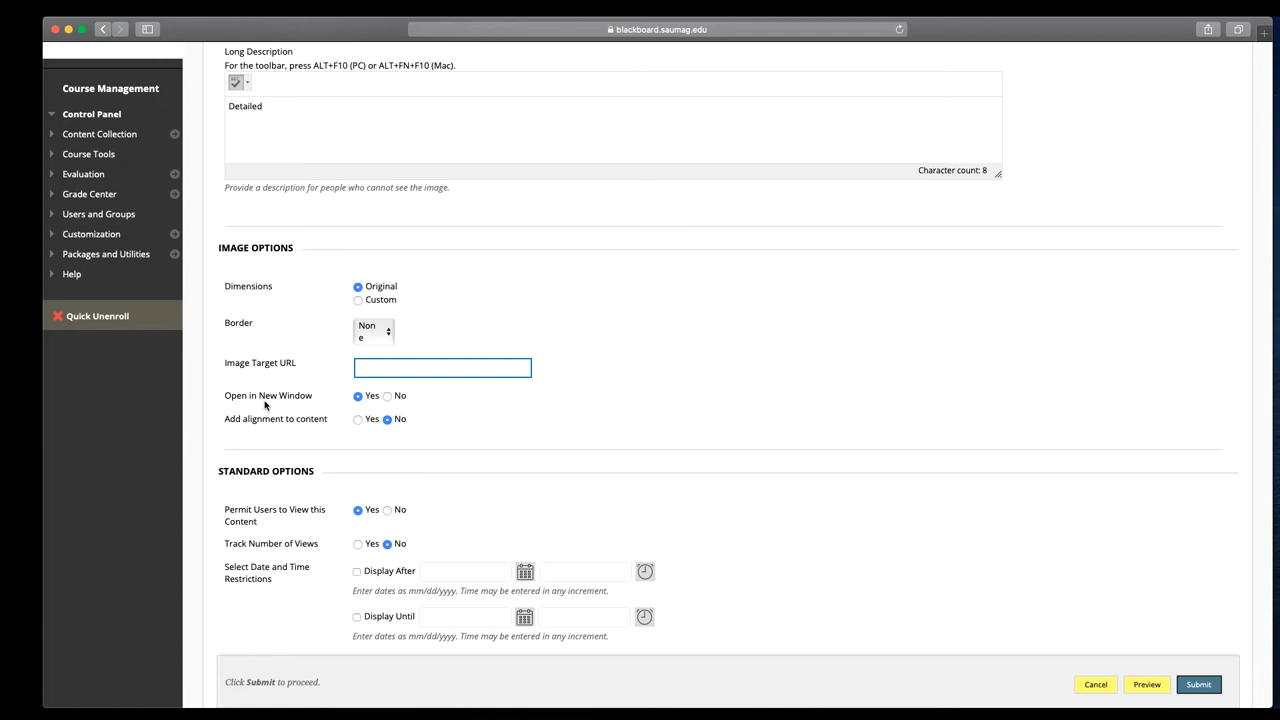 blackboard.saumag.edu
Course Management
Control Panel
Content Collection
Course Tools
Evaluation
Grade Center
Users and Groups
Customization
Packages and Utilities
Help
Quick Unenroll
Long Description
For the toolbar, press ALT+F10 (PC) or ALT+FN+F10 (Mac).
Detailed
Character count: 8
Provide a description for people who cannot see the image.
IMAGE OPTIONS
Dimensions
Original
Custom
Border
Non
e
Image Target URL
Open in New Window
Yes No
Add alignment to content
Yes No
STANDARD OPTIONS
Permit Users to View this
Content
Yes No
Track Number of Views
Yes No
Select Date and Time
Restrictions
Display After
Enter dates as mm/dd/yyyy. Time may be entered in any increment.
Display Until
Enter dates as mm/dd/yyyy. Time may be entered in any increment.
Click Submit to proceed.
Cancel Preview Submit